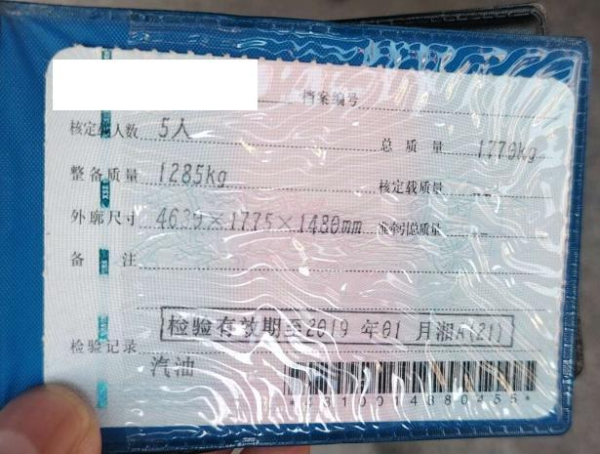 档案编号
核定载人数 5人 总质量 1779kg
整备质量 1285kg 核定载质量 --
外廓尺寸 4639×1775×1480mm 准牵引总质量 --
备注
检验有效期至2019年01月湘A(21)
检验记录
汽油